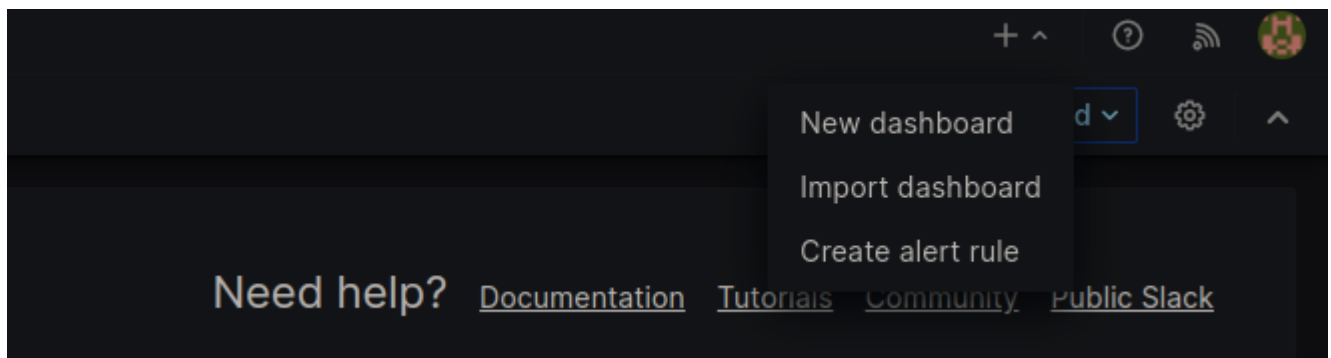 New dashboard
d
Import dashboard
Create alert rule
Need help? Documentation Tutorials Community Public Slack